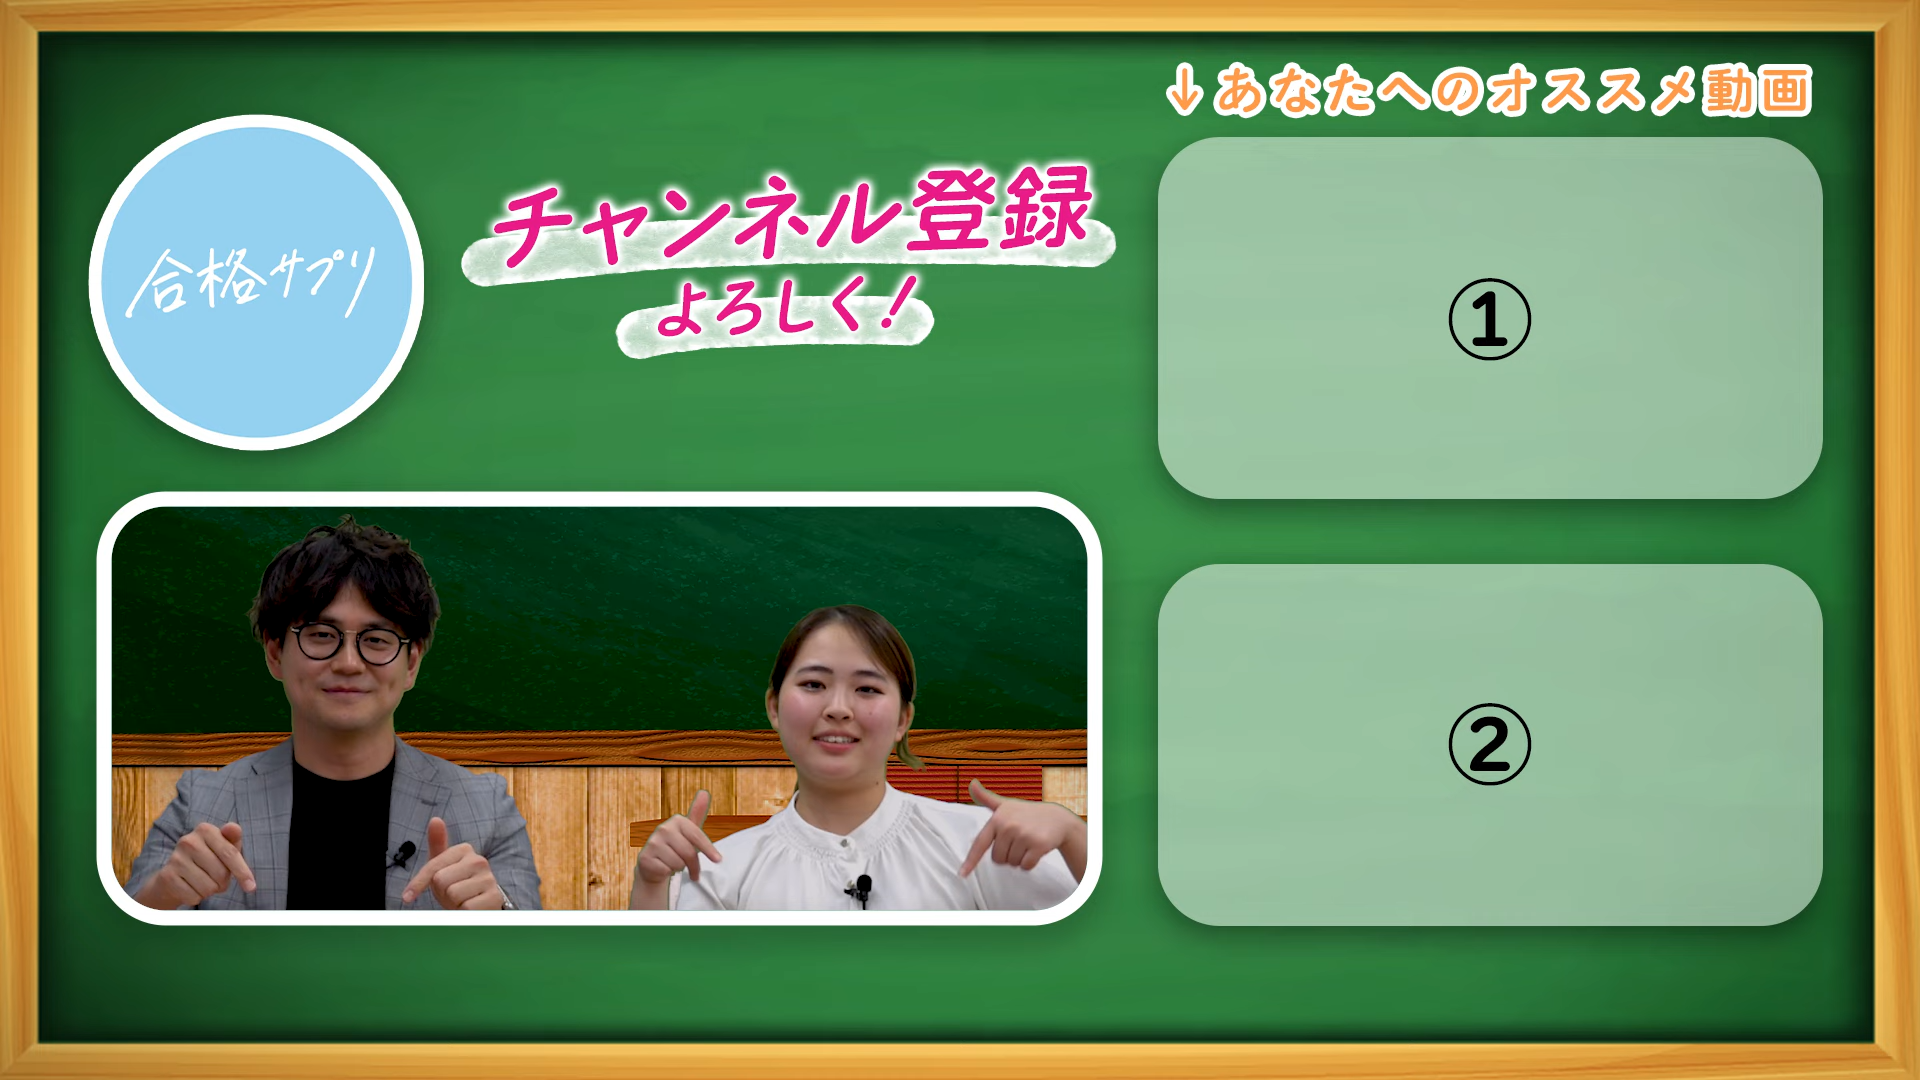 ↓あなたへのオススメ動画
合格サプリ
チャンネル登録
よろしく!
①
②